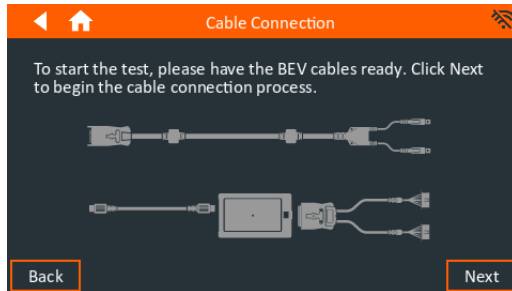 Cable Connection
To start the test, please have the BEV cables ready. Click Next
to begin the cable connection process.
Back
Next